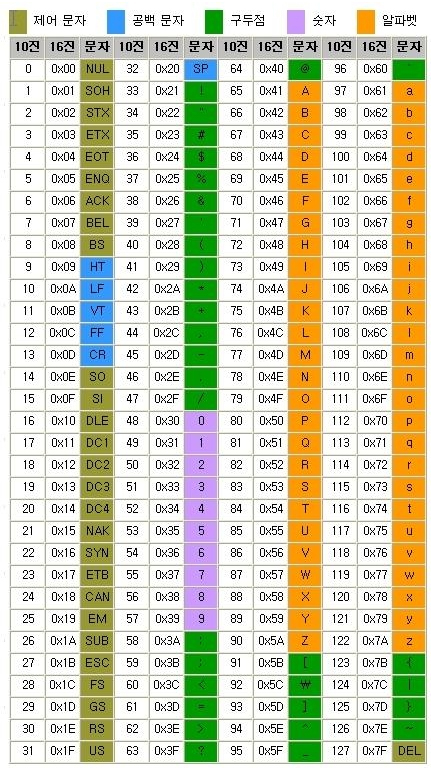 제어 문자 공백 문자 구두점 숫자 알파벳
10진 16진 문자 10진 16진 문자 10진 16진 문자 10진 16진 문자
0 0x00 NUL 32 0x20 SP 64 0x40 @ 96 0x60 `
1 0x01 SOH 33 0x21 ! 65 0x41 A 97 0x61 a
2 0x02 STX 34 0x22 " 66 0x42 B 98 0x62 b
3 0x03 ETX 35 0x23 # 67 0x43 C 99 0x63 c
4 0x04 EOT 36 0x24 $ 68 0x44 D 100 0x64 d
5 0x05 ENQ 37 0x25 % 69 0x45 E 101 0x65 e
6 0x06 ACK 38 0x26 & 70 0x46 F 102 0x66 f
7 0x07 BEL 39 0x27 ' 71 0x47 G 103 0x67 g
8 0x08 BS 40 0x28 ( 72 0x48 H 104 0x68 h
9 0x09 HT 41 0x29 ) 73 0x49 I 105 0x69 i
10 0x0A LF 42 0x2A * 74 0x4A J 106 0x6A j
11 0x0B VT 43 0x2B + 75 0x4B K 107 0x6B k
12 0x0C FF 44 0x2C , 76 0x4C L 108 0x6C l
13 0x0D CR 45 0x2D - 77 0x4D M 109 0x6D m
14 0x0E SO 46 0x2E . 78 0x4E N 110 0x6E n
15 0x0F SI 47 0x2F / 79 0x4F O 111 0x6F o
16 0x10 DLE 48 0x30 0 80 0x50 P 112 0x70 p
17 0x11 DC1 49 0x31 1 81 0x51 Q 113 0x71 q
18 0x12 DC2 50 0x32 2 82 0x52 R 114 0x72 r
19 0x13 DC3 51 0x33 3 83 0x53 S 115 0x73 s
20 0x14 DC4 52 0x34 4 84 0x54 T 116 0x74 t
21 0x15 NAK 53 0x35 5 85 0x55 U 117 0x75 u
22 0x16 SYN 54 0x36 6 86 0x56 V 118 0x76 v
23 0x17 ETB 55 0x37 7 87 0x57 W 119 0x77 w
24 0x18 CAN 56 0x38 8 88 0x58 X 120 0x78 x
25 0x19 EM 57 0x39 9 89 0x59 Y 121 0x79 y
26 0x1A SUB 58 0x3A : 90 0x5A Z 122 0x7A z
27 0x1B ESC 59 0x3B ; 91 0x5B [ 123 0x7B {
28 0x1C FS 60 0x3C < 92 0x5C ₩ 124 0x7C |
29 0x1D GS 61 0x3D = 93 0x5D ] 125 0x7D }
30 0x1E RS 62 0x3E > 94 0x5E ^ 126 0x7E ~
31 0x1F US 63 0x3F ? 95 0x5F _ 127 0x7F DEL